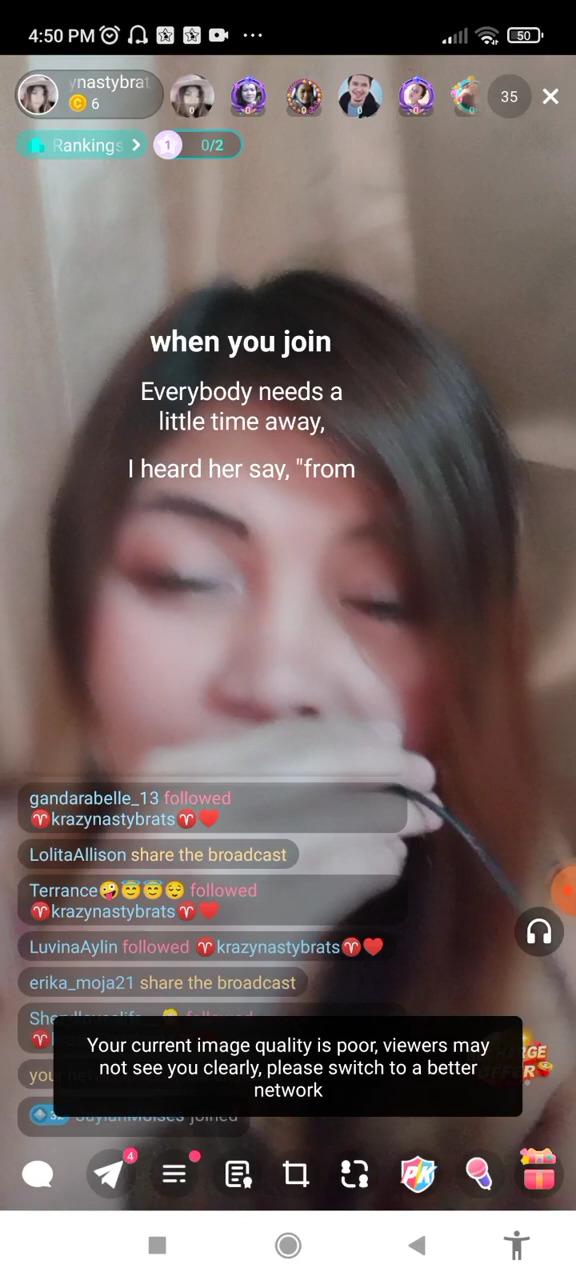 4:50 PM
50
ynastybrat
6
35
Rankings
1 0/2
when you join
Everybody needs a
little time away,
I heard her say, "from
gandarabelle_13 followed
♈krazynastybrats♈❤️
LolitaAllison share the broadcast
Terrance🤪😇😇😌 followed
♈krazynastybrats♈❤️
LuvinaAylin followed ♈krazynastybrats♈❤️
erika_moja21 share the broadcast
Your current image quality is poor, viewers may
not see you clearly, please switch to a better
network
joined
4
PK